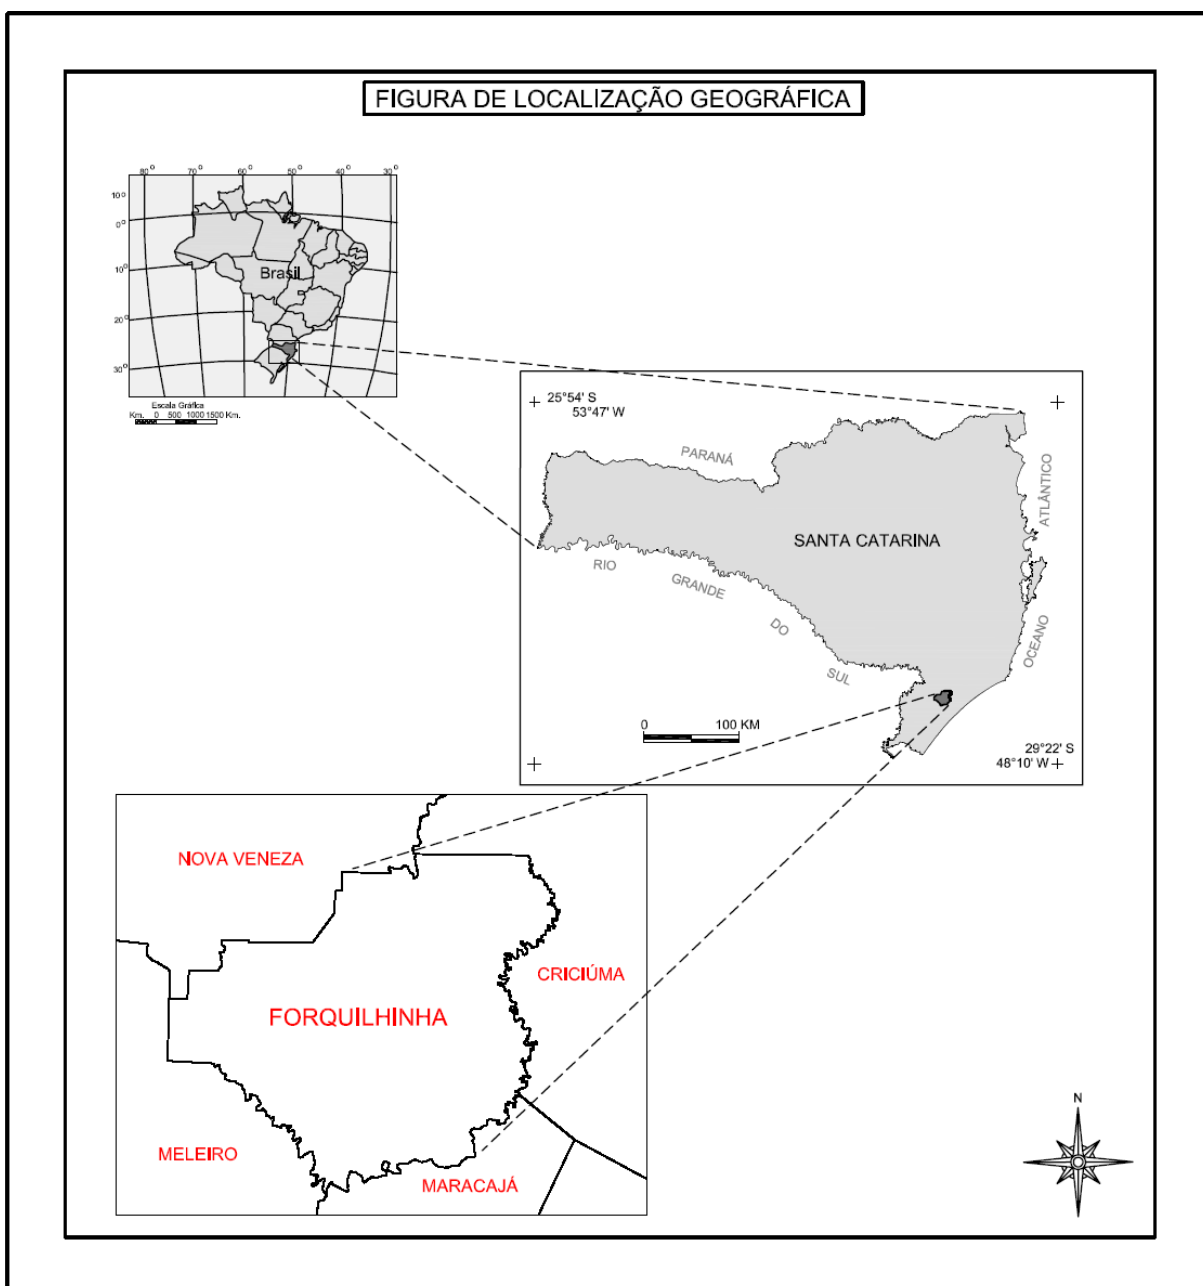 FIGURA DE LOCALIZAÇÃO GEOGRÁFICA
80° 70° 60° 50° 40° 30°
10°
0°
10°
20°
30°
Brasil
Escala Gráfica
Km. 0 500 1000 1500 Km.
25°54' S
53°47' W
PARANÁ
ATLÂNTICO
OCEANO
SANTA CATARINA
RIO
GRANDE
DO
SUL
0 100 KM
29°22' S
48°10' W
NOVA VENEZA
CRICIÚMA
FORQUILHINHA
MELEIRO
MARACAJÁ
N